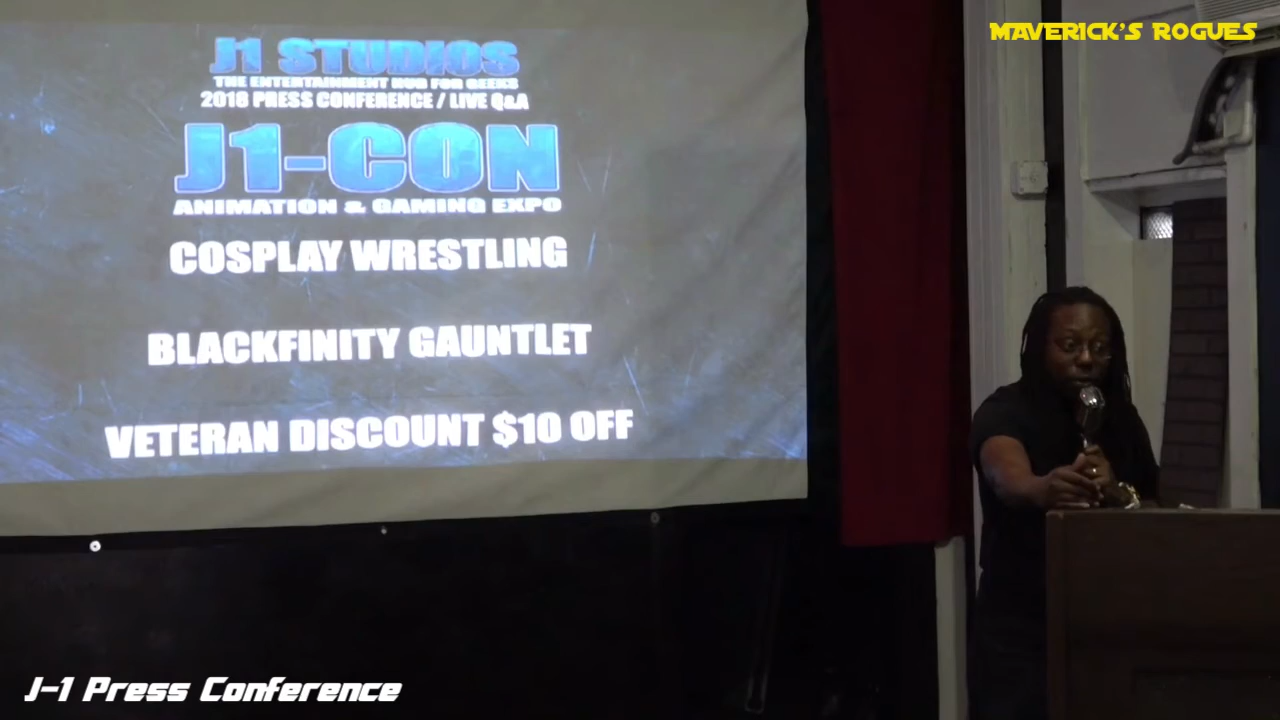 MAVERICK'S ROGUES
J1 STUDIOS
THE ENTERTAINMENT HUB FOR GEEKS
2018 PRESS CONFERENCE / LIVE Q&A
J1-CON
ANIMATION & GAMING EXPO
COSPLAY WRESTLING
BLACKFINITY GAUNTLET
VETERAN DISCOUNT $10 OFF
J-1 Press Conference